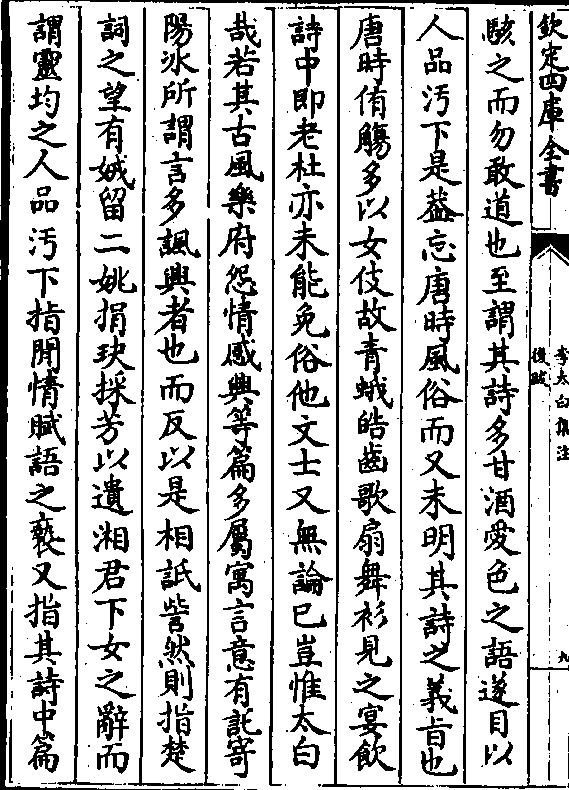 欽定四庫全書
李太白集注
後跋
九
駭之而勿敢道也至謂其詩多甘酒愛色之語遂目以
人品汚下是葢忘唐時風俗而又未明其詩之義旨也
唐時侑觴多以女伎故青蛾皓齒歌扇舞衫見之宴飲
詩中即老杜亦未能免俗他文士又無論已豈惟太白
哉若其古風樂府怨情感興等篇多屬寓言意有託寄
陽冰所謂言多諷興者也而反以是相詆訾然則指楚
詞之望有娀留二姚捐玦採芳以遺湘君下女之辭而
謂靈均之人品汚下指閒情賦語之褻又指其詩中篇